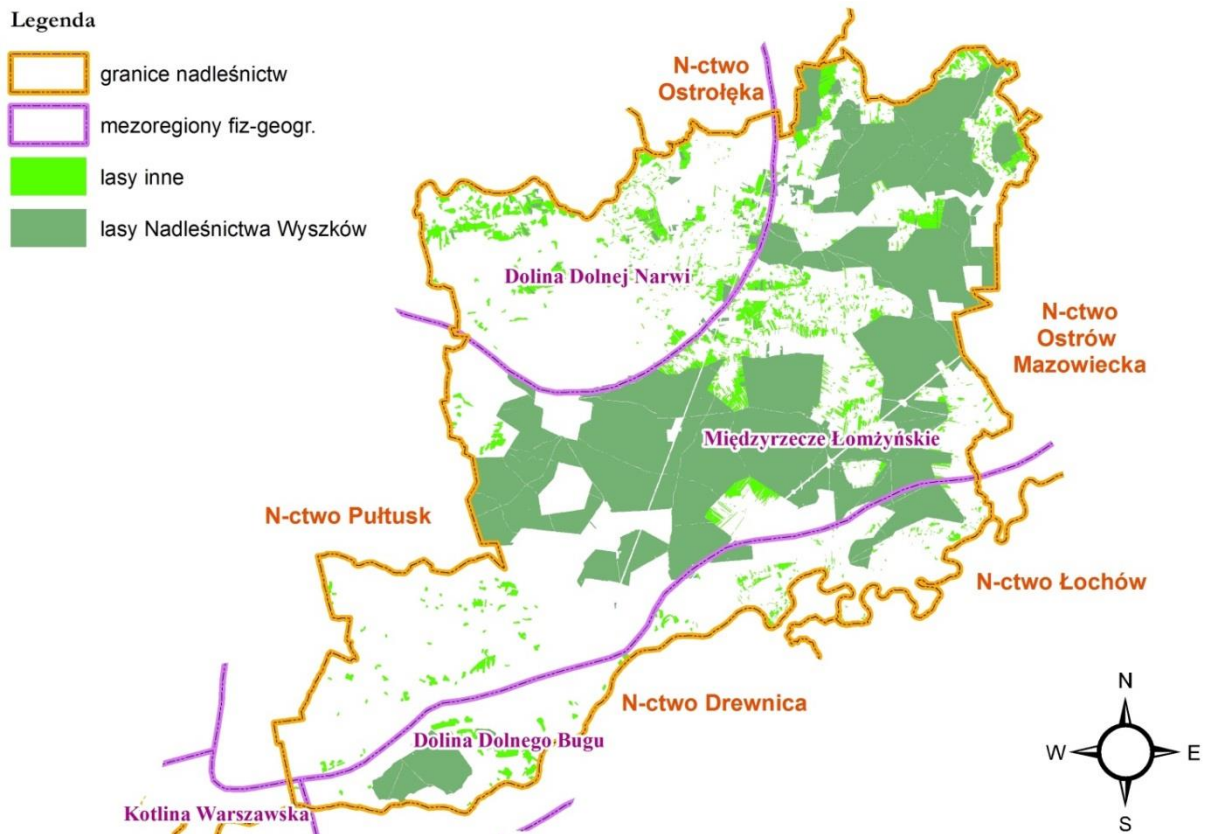 Legenda
granice nadleśnictw
mezoregiony fiz-geogr.
lasy inne
lasy Nadleśnictwa Wyszków
N-ctwo
Ostrołęka
Dolina Dolnej Narwi
N-ctwo
Ostrów
Mazowiecka
Międzyrzecze Łomżyńskie
N-ctwo Pułtusk
N-ctwo Łochów
N-ctwo Drewnica
Dolina Dolnego Bugu
Kotlina Warszawska
N
W
E
S